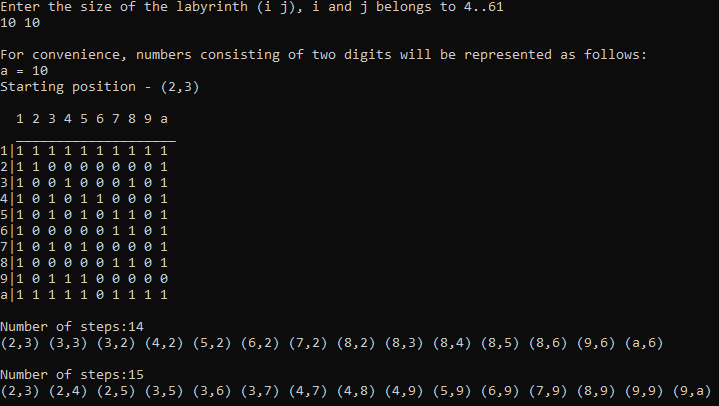 Enter the size of the labyrinth (i j), i and j belongs to 4..61
10 10
For convenience, numbers consisting of two digits will be represented as follows:
a = 10
Starting position - (2,3)
1 2 3 4 5 6 7 8 9 a
____________________
1|1 1 1 1 1 1 1 1 1 1
2|1 1 0 0 0 0 0 0 0 1
3|1 0 0 1 0 0 0 1 0 1
4|1 0 1 0 1 1 0 0 0 1
5|1 0 1 0 1 0 1 1 0 1
6|1 0 0 0 0 0 1 1 0 1
7|1 0 1 0 1 0 0 0 0 1
8|1 0 0 0 0 0 1 1 0 1
9|1 0 1 1 1 0 0 0 0 0
a|1 1 1 1 1 0 1 1 1 1
Number of steps:14
(2,3) (3,3) (3,2) (4,2) (5,2) (6,2) (7,2) (8,2) (8,3) (8,4) (8,5) (8,6) (9,6) (a,6)
Number of steps:15
(2,3) (2,4) (2,5) (3,5) (3,6) (3,7) (4,7) (4,8) (4,9) (5,9) (6,9) (7,9) (8,9) (9,9) (9,a)